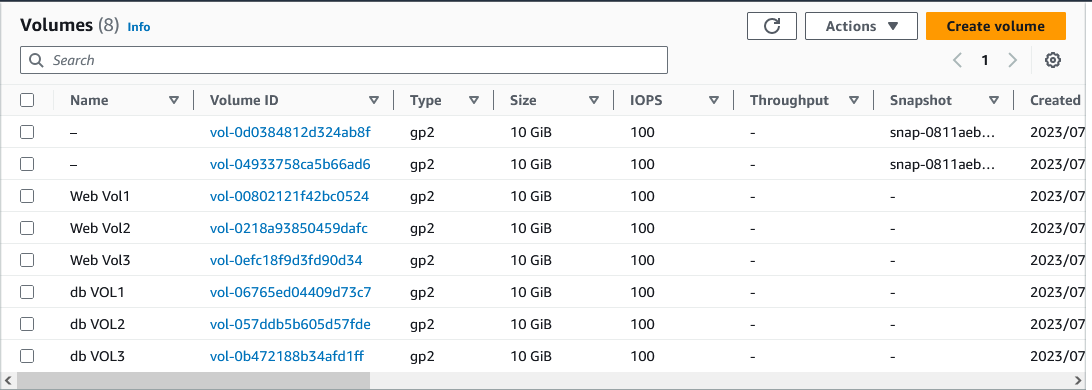 Volumes (8) Info Actions Create volume
Search 1
Name Volume ID Type Size IOPS Throughput Snapshot Created
– vol-0d0384812d324ab8f gp2 10 GiB 100 - snap-0811aeb... 2023/07
– vol-04933758ca5b66ad6 gp2 10 GiB 100 - snap-0811aeb... 2023/07
Web Vol1 vol-00802121f42bc0524 gp2 10 GiB 100 - - 2023/07
Web Vol2 vol-0218a93850459dafc gp2 10 GiB 100 - - 2023/07
Web Vol3 vol-0efc18f9d3fd90d34 gp2 10 GiB 100 - - 2023/07
db VOL1 vol-06765ed04409d73c7 gp2 10 GiB 100 - - 2023/07
db VOL2 vol-057ddb5b605d57fde gp2 10 GiB 100 - - 2023/07
db VOL3 vol-0b472188b34afd1ff gp2 10 GiB 100 - - 2023/07